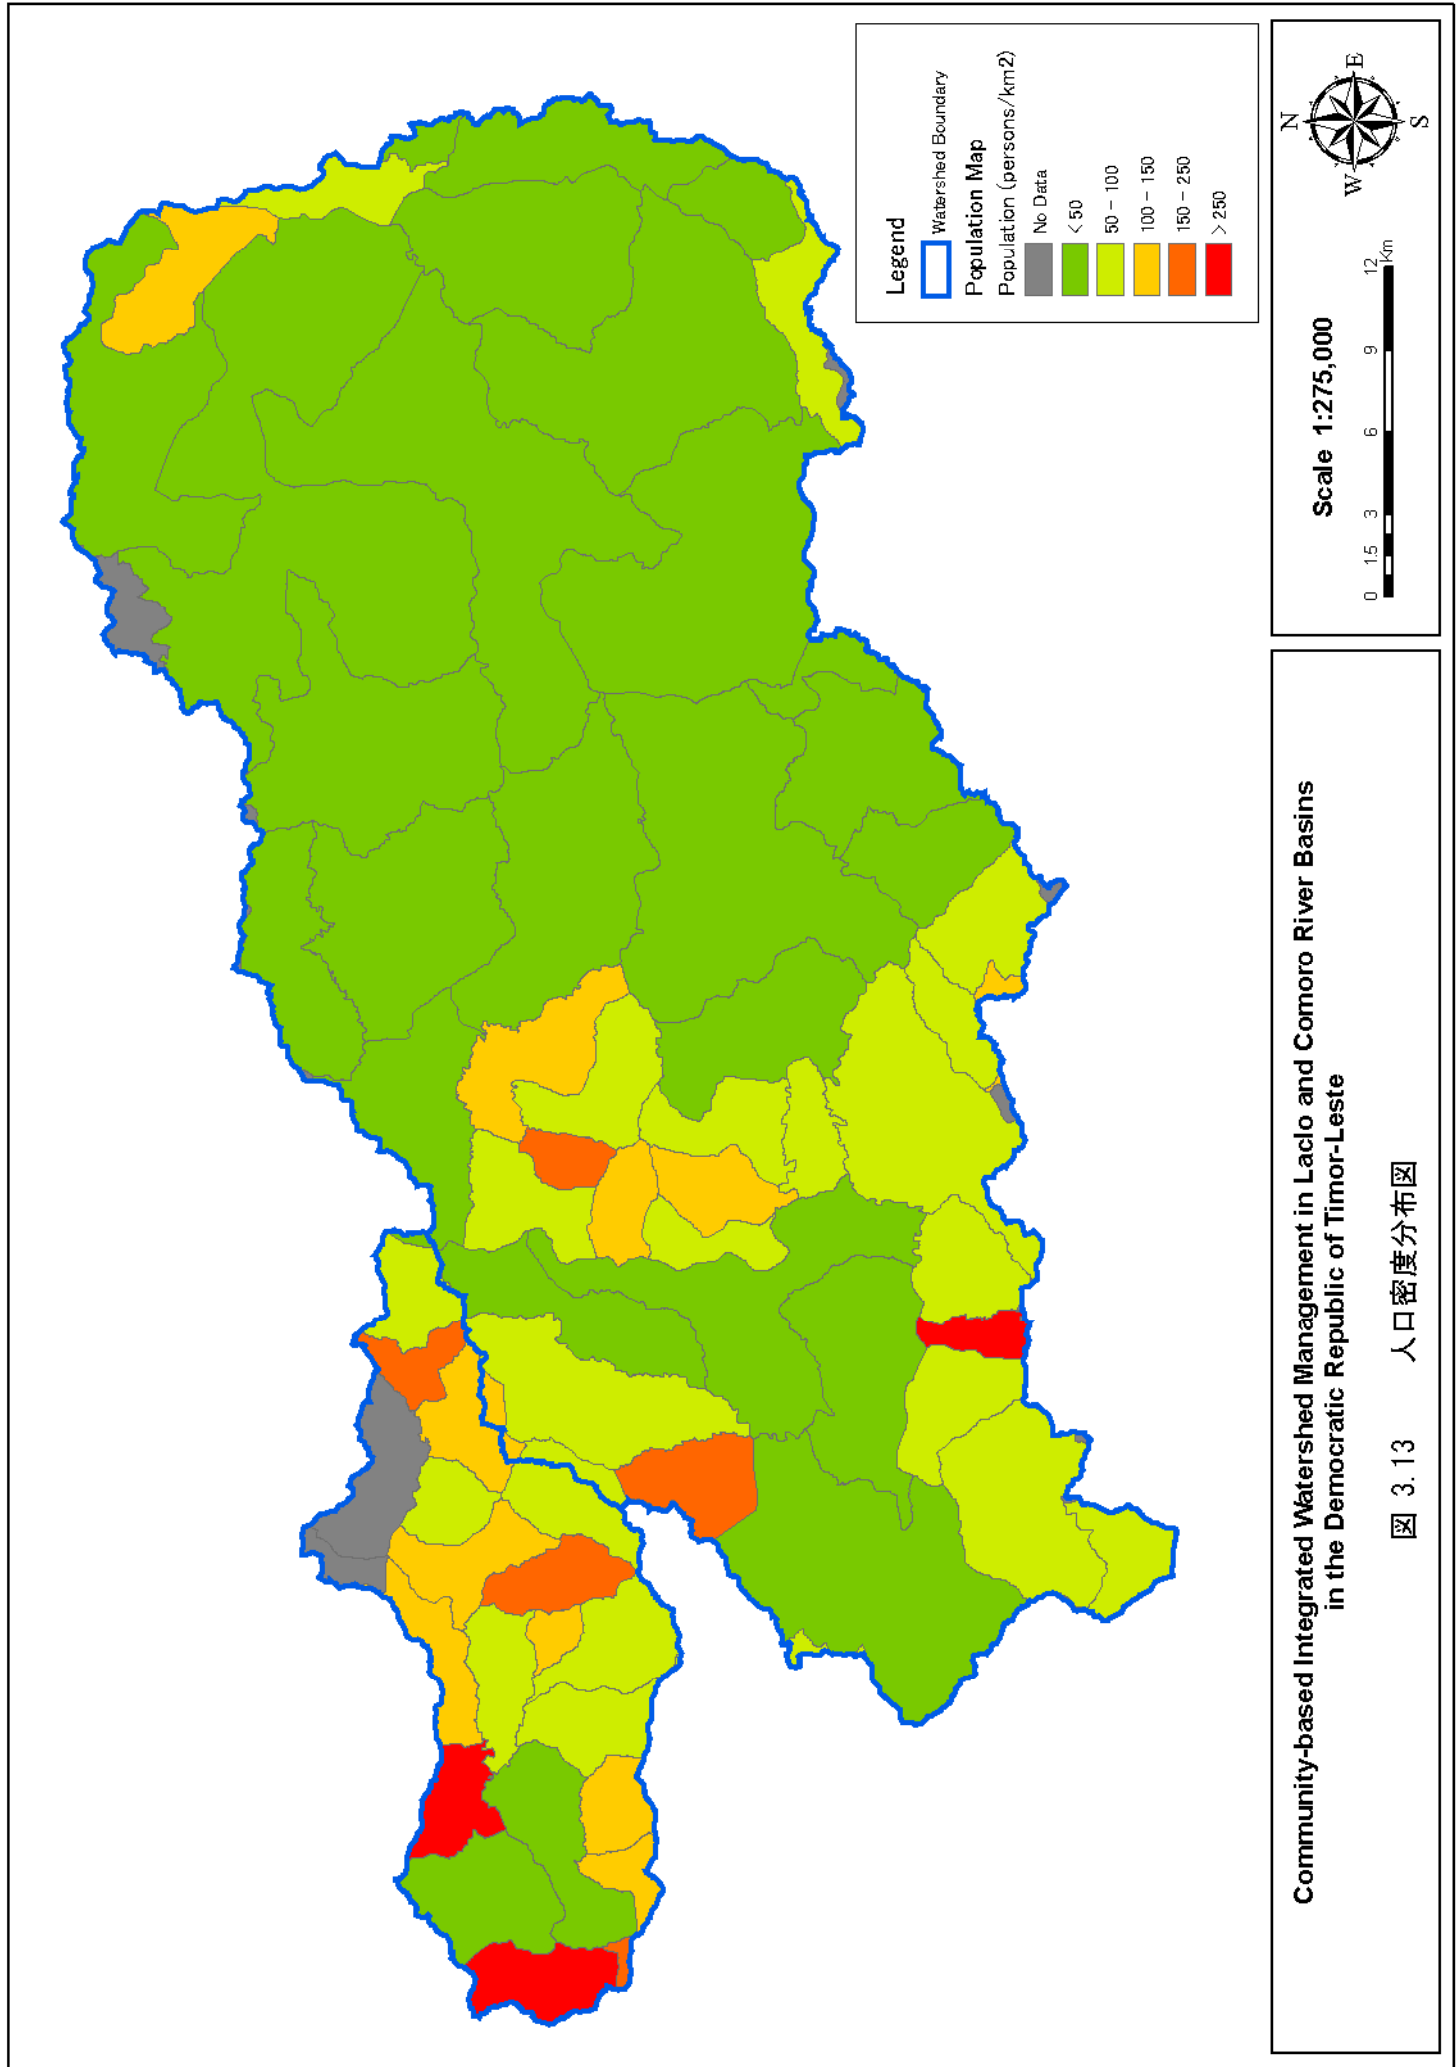 Legend
Watershed Boundary
Population Map
Population (persons/km2)
No Data
< 50
50 - 100
100 - 150
150 - 250
> 250
N
W
E
S
Scale 1:275,000
0 1.5 3 6 9 12
Km
Community-based Integrated Watershed Management in Laclo and Comoro River Basins
in the Democratic Republic of Timor-Leste
図 3.13 人口密度分布図